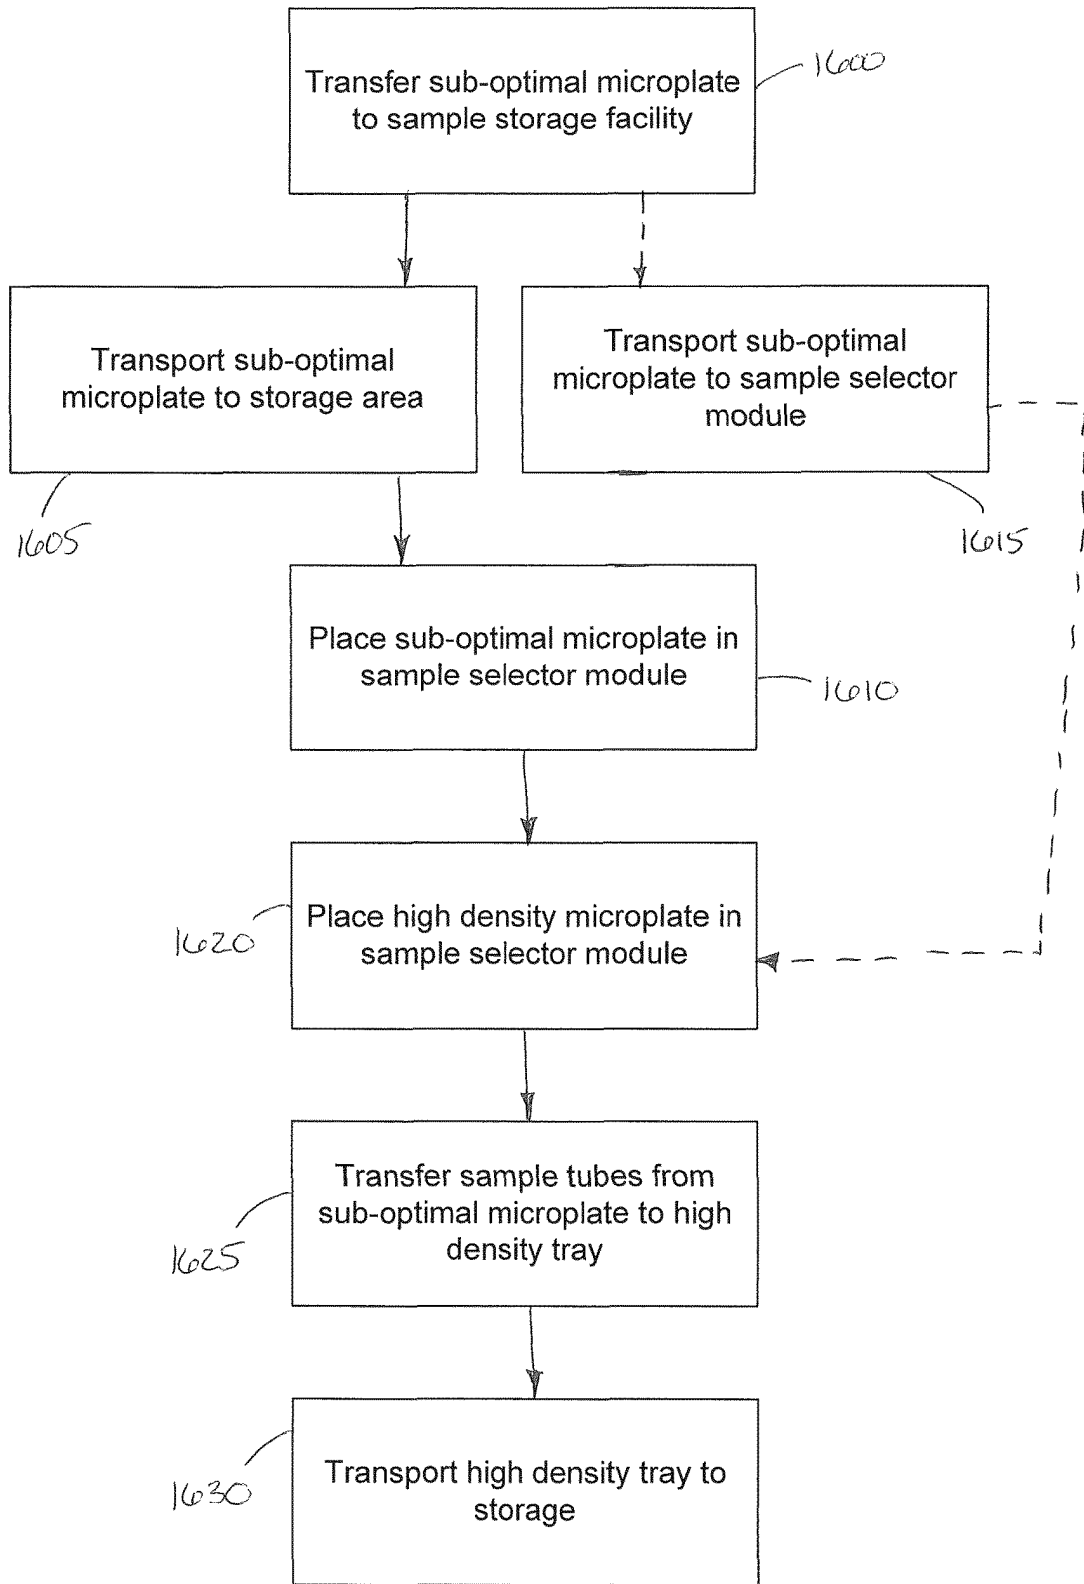 Transfer sub-optimal microplate
to sample storage facility
1600
Transport sub-optimal
microplate to storage area
1605
Transport sub-optimal
microplate to sample selector
module
1615
Place sub-optimal microplate in
sample selector module
1610
Place high density microplate in
sample selector module
1620
Transfer sample tubes from
sub-optimal microplate to high
density tray
1625
Transport high density tray to
storage
1630